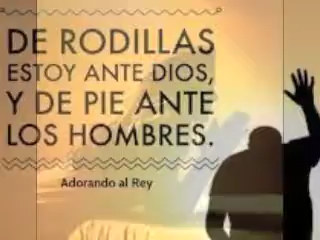 DE RODILLAS
ESTOY ANTE DIOS,
Y DE PIE ANTE
LOS HOMBRES.
Adorando al Rey